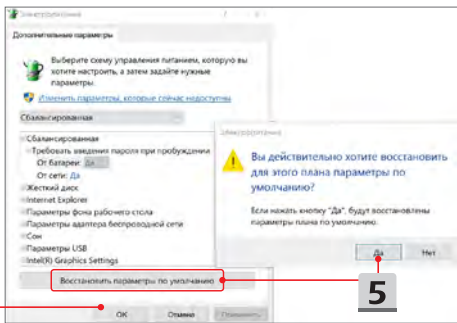 Электропитание
Дополнительные параметры
Выберите схему управления питанием, которую вы
хотите настроить, а затем задайте нужные
параметры.
Изменить параметры, которые сейчас недоступны
Сбалансированная
Сбалансированная
Требовать введения пароля при пробуждении
От батареи: Да
От сети: Да
Жесткий диск
Internet Explorer
Параметры фона рабочего стола
Параметры адаптера беспроводной сети
Сон
Параметры USB
Intel(R) Graphics Settings
Восстановить параметры по умолчанию
OK Отмена Применить
Электропитание
Вы действительно хотите восстановить
для этого плана параметры по
умолчанию?
Если нажать кнопку "Да", будут восстановлены
параметры плана по умолчанию.
Да Нет
5